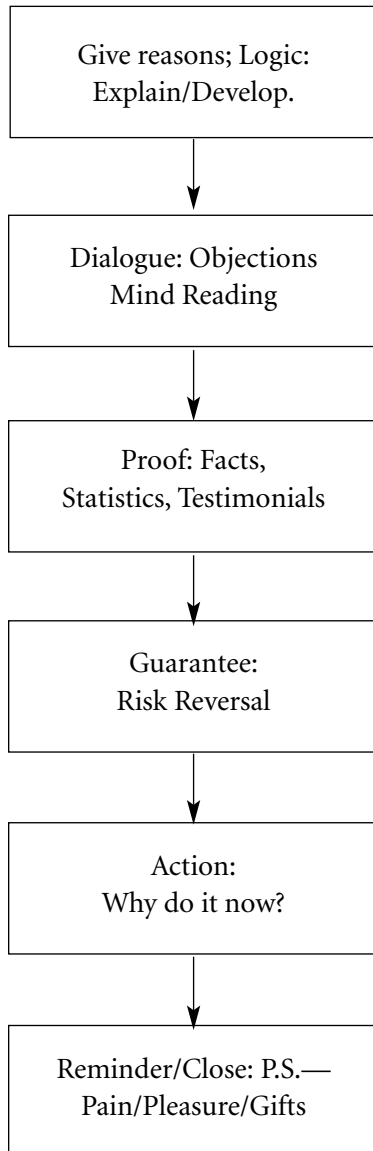 Give reasons; Logic:
Explain/Develop.
Dialogue: Objections
Mind Reading
Proof: Facts,
Statistics, Testimonials
Guarantee:
Risk Reversal
Action:
Why do it now?
Reminder/Close: P.S.—
Pain/Pleasure/Gifts